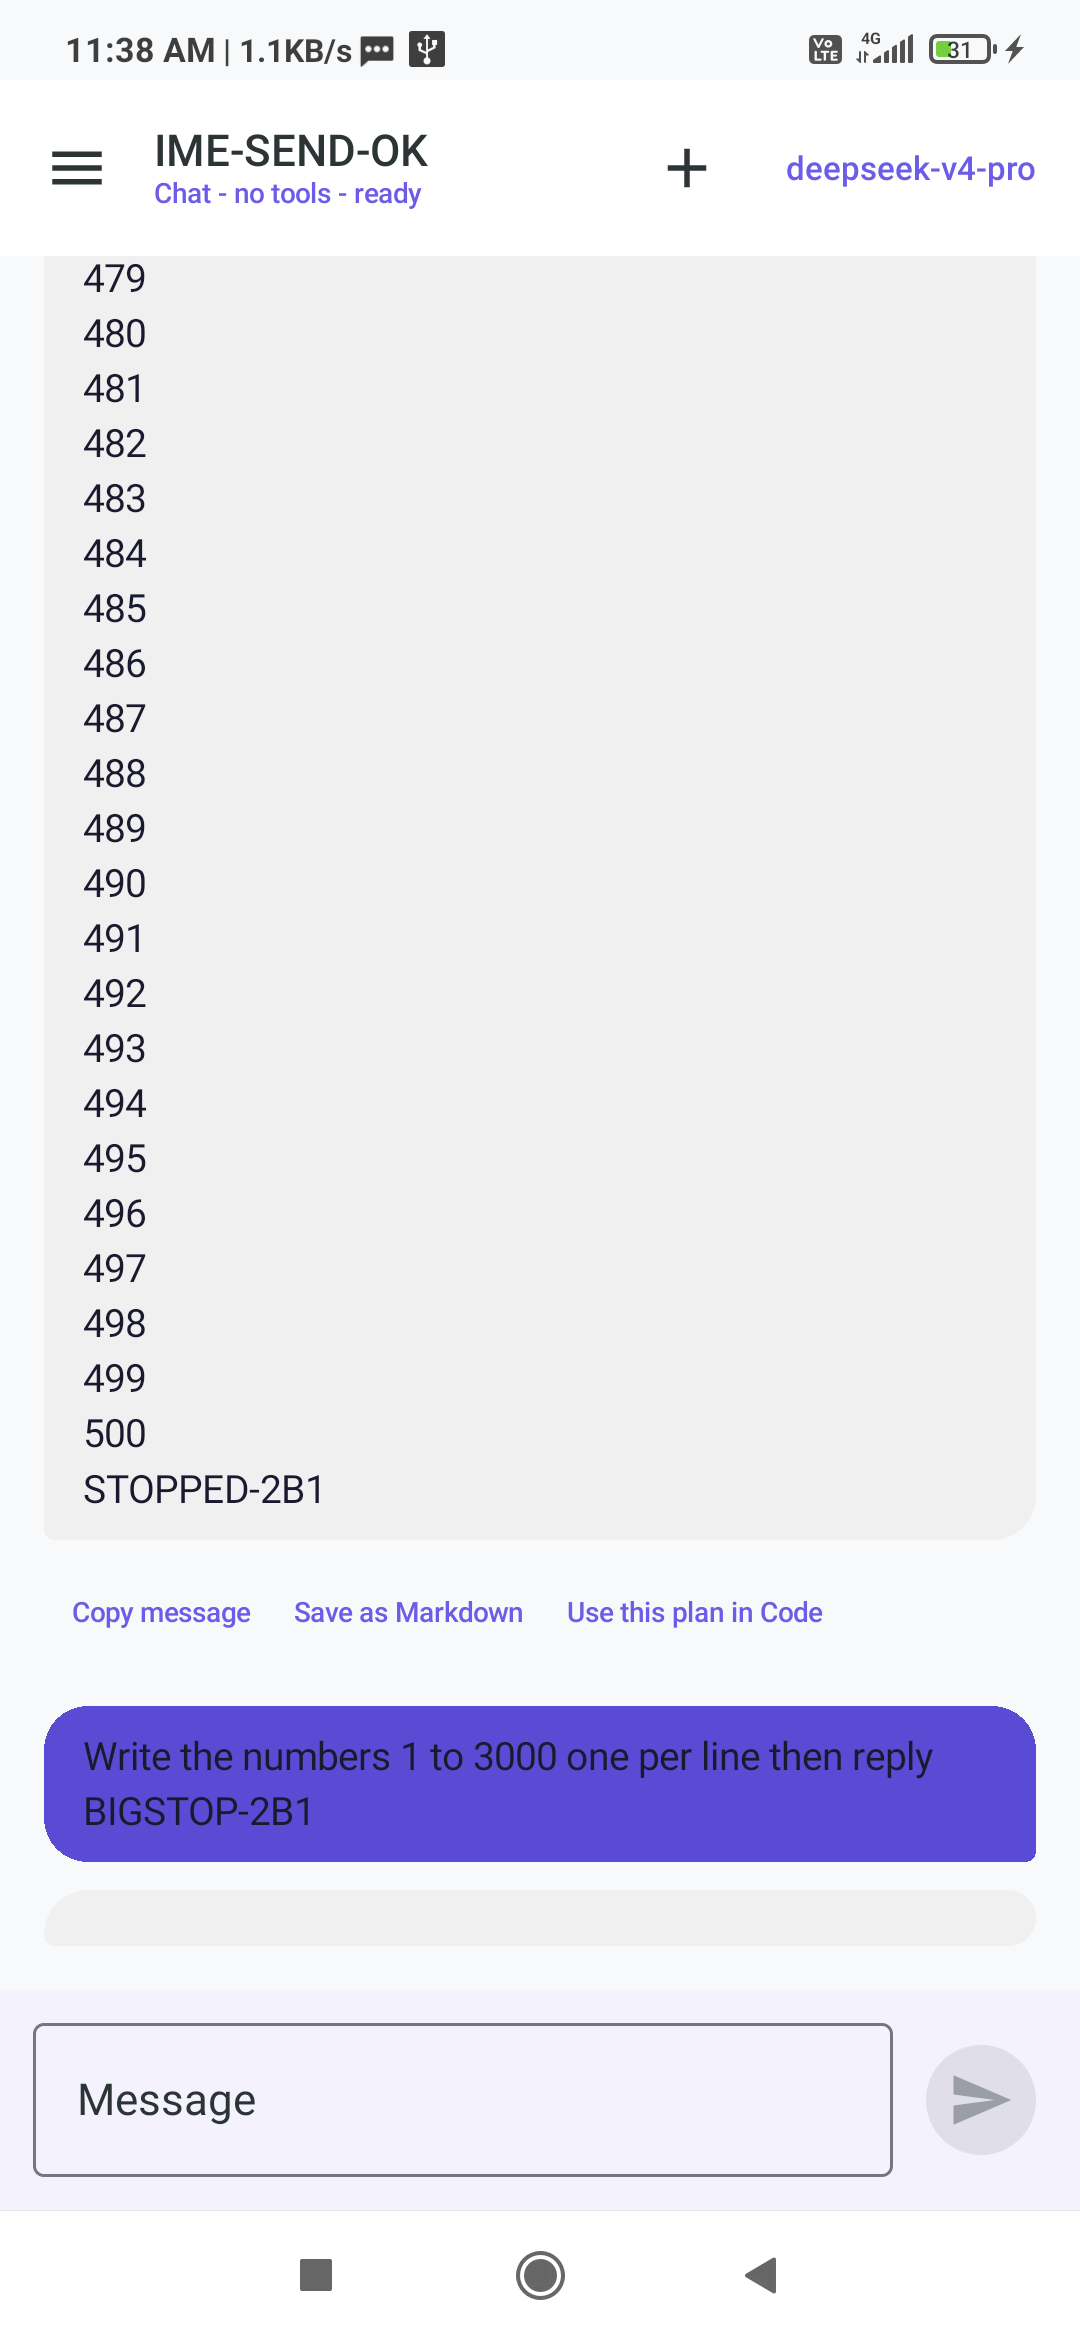 11:38 AM | 1.1KB/s
Vo LTE 4G 31
IME-SEND-OK
Chat - no tools - ready
deepseek-v4-pro
479
480
481
482
483
484
485
486
487
488
489
490
491
492
493
494
495
496
497
498
499
500
STOPPED-2B1
Copy message Save as Markdown Use this plan in Code
Write the numbers 1 to 3000 one per line then reply
BIGSTOP-2B1
Message